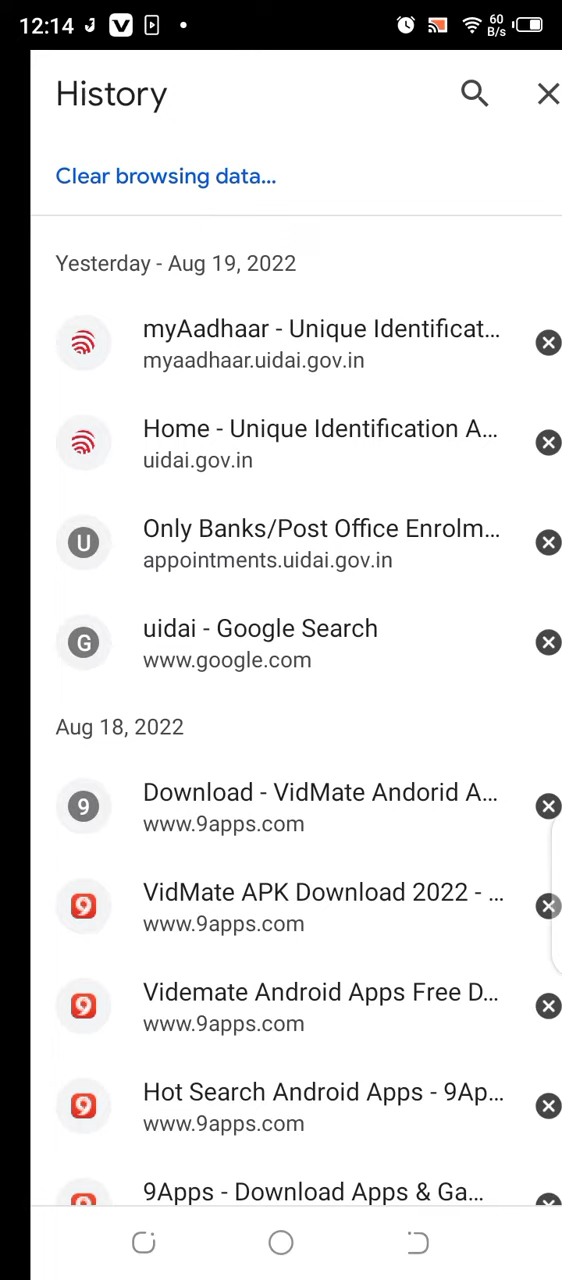 12:14
60
B/s
History
Clear browsing data...
Yesterday - Aug 19, 2022
myAadhaar - Unique Identificat...
myaadhaar.uidai.gov.in
Home - Unique Identification A...
uidai.gov.in
U
Only Banks/Post Office Enrolm...
appointments.uidai.gov.in
G
uidai - Google Search
www.google.com
Aug 18, 2022
9
Download - VidMate Andorid A...
www.9apps.com
VidMate APK Download 2022 - ...
www.9apps.com
Videmate Android Apps Free D...
www.9apps.com
Hot Search Android Apps - 9Ap...
www.9apps.com
9Apps - Download Apps & Ga...